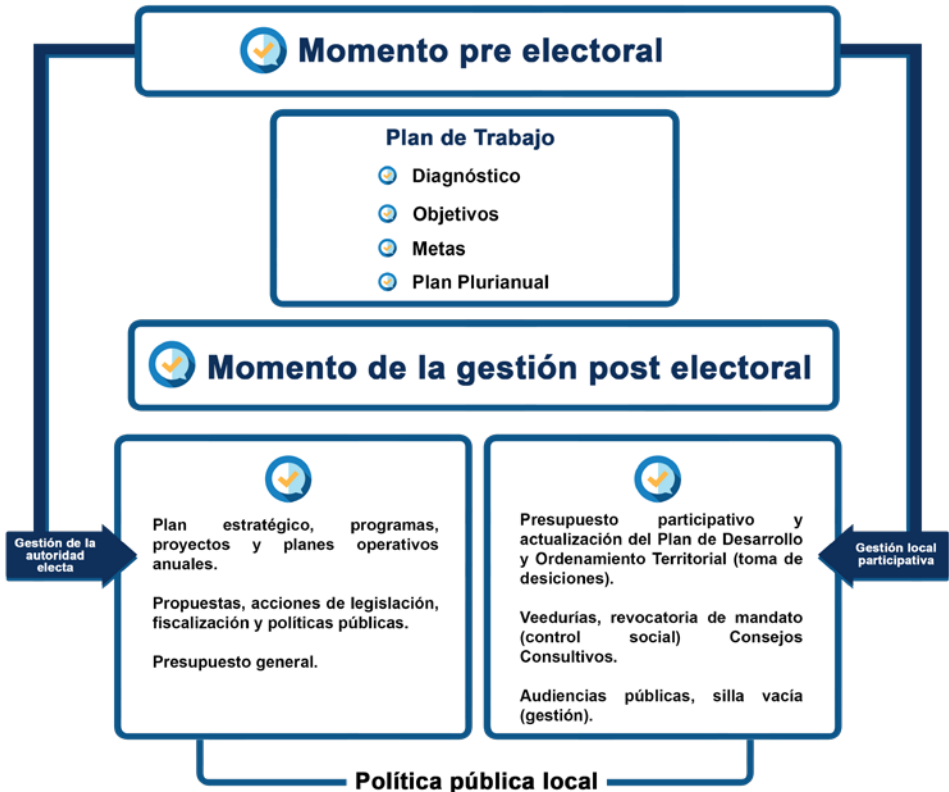 Momento pre electoral
Plan de Trabajo
Diagnóstico
Objetivos
Metas
Plan Plurianual
Momento de la gestión post electoral
Gestión de la
autoridad
electa
Plan estratégico, programas,
proyectos y planes operativos
anuales.
Propuestas, acciones de legislación,
fiscalización y políticas públicas.
Presupuesto general.
Presupuesto participativo y
actualización del Plan de Desarrollo
y Ordenamiento Territorial (toma de
desiciones).
Veedurías, revocatoria de mandato
(control social) Consejos
Consultivos.
Audiencias públicas, silla vacía
(gestión).
Gestión local
participativa
Política pública local